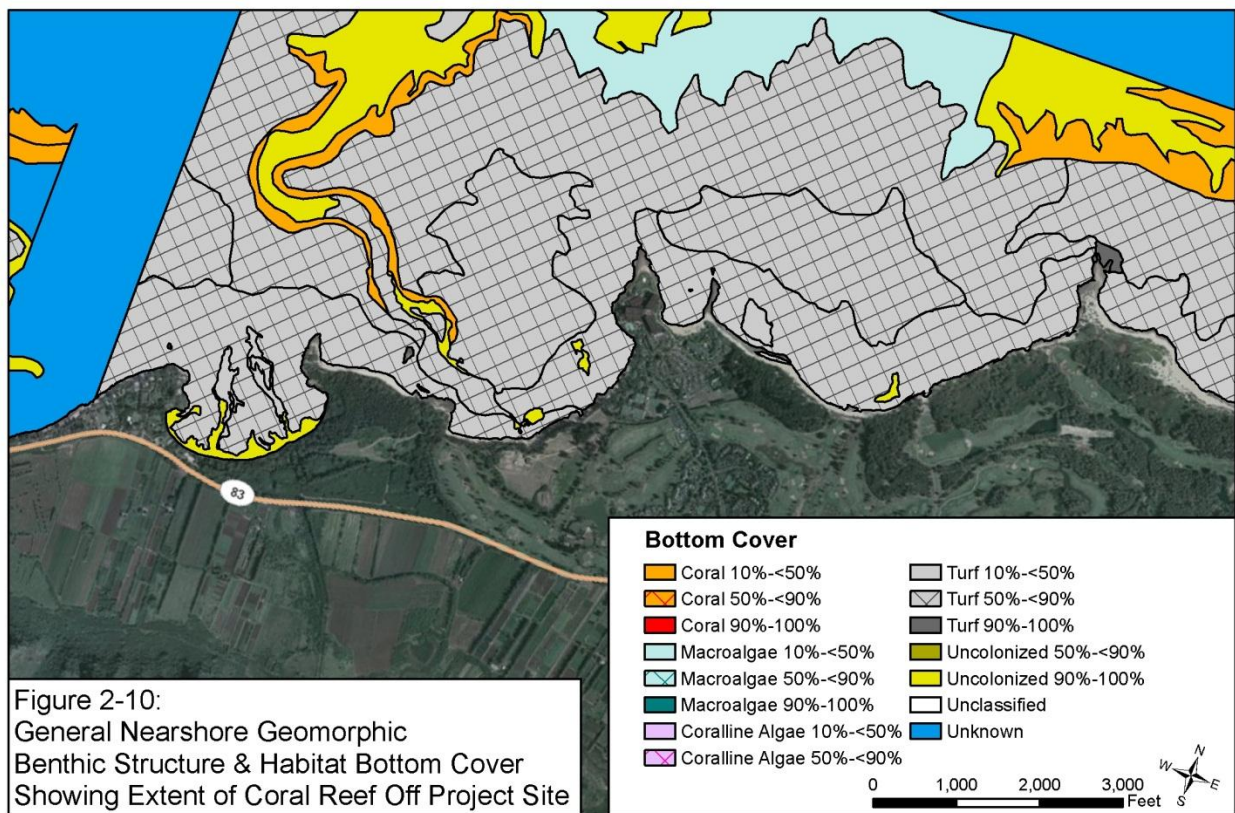 83
Bottom Cover
Coral 10%-<50%
Coral 50%-<90%
Coral 90%-100%
Macroalgae 10%-<50%
Macroalgae 50%-<90%
Macroalgae 90%-100%
Coralline Algae 10%-<50%
Coralline Algae 50%-<90%
Turf 10%-<50%
Turf 50%-<90%
Turf 90%-100%
Uncolonized 50%-<90%
Uncolonized 90%-100%
Unclassified
Unknown
Figure 2-10:
General Nearshore Geomorphic
Benthic Structure & Habitat Bottom Cover
Showing Extent of Coral Reef Off Project Site
0 1,000 2,000 3,000
Feet
N
W
E
S